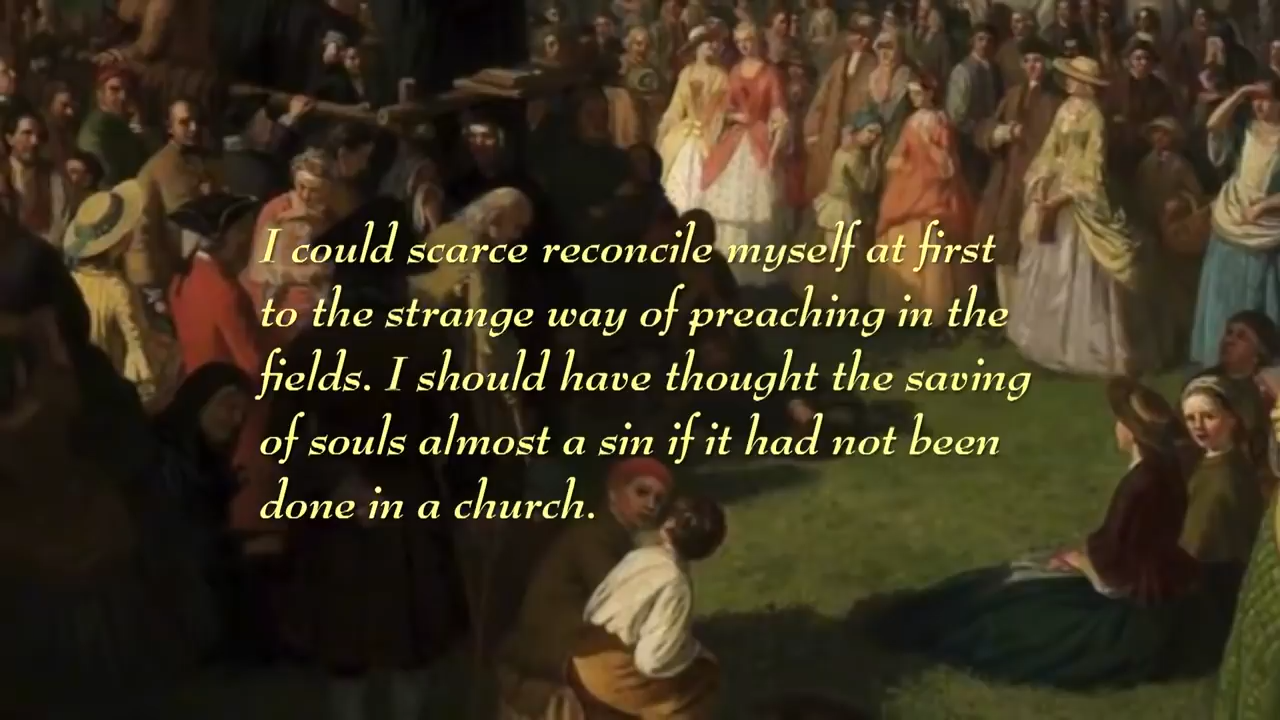 I could scarce reconcile myself at first
to the strange way of preaching in the
fields. I should have thought the saving
of souls almost a sin if it had not been
done in a church.